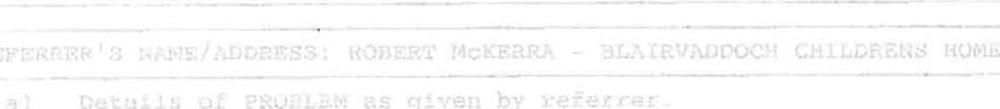 EFERRER'S NAME/ADDRESS: ROBERT McKERRA - BLAIRVADDOCH CHILDRENS HOME
a) Details of PROBLEM as given by referrer.